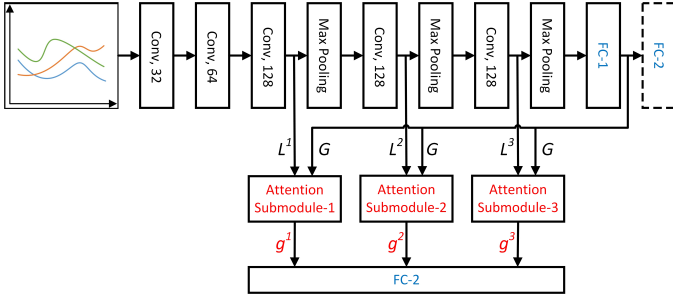 Conv, 32
Conv, 64
Conv, 128
Max Pooling
Conv, 128
Max Pooling
Conv, 128
Max Pooling
FC-1
FC-2
L¹
G
L²
G
L³
G
Attention
Submodule-1
Attention
Submodule-2
Attention
Submodule-3
g¹
g²
g³
FC-2